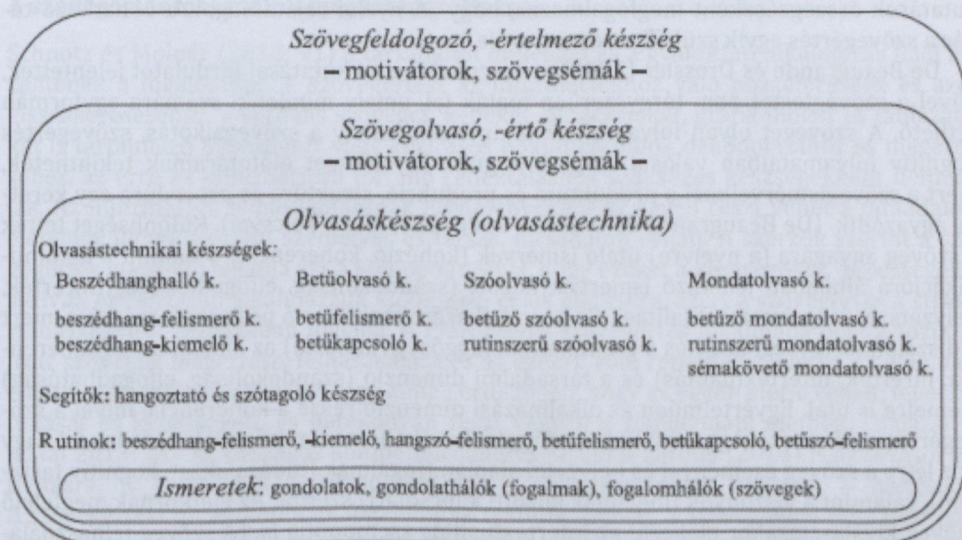 Szövegfeldolgozó, -értelmező készség
– motivátorok, szövegsémák –
Szövegolvasó, -értő készség
– motivátorok, szövegsémák –
Olvasáskészség (olvasástechnika)
Olvasástechnikai készségek:
Beszédhanghalló k. Betűolvasó k. Szóolvasó k. Mondatolvasó k.
beszédhang-felismerő k. betűfelismerő k. betűző szóolvasó k. betűző mondatolvasó k.
beszédhang-kiemelő k. betűkapcsoló k. rutinszerű szóolvasó k. rutinszerű mondatolvasó k.
sémakövető mondatolvasó k.
Segítők: hangoztató és szótagoló készség
Rutinok: beszédhang-felismerő, -kiemelő, hangszó-felismerő, betűfelismerő, betűkapcsoló, betűszó-felismerő
Ismeretek: gondolatok, gondolathálók (fogalmak), fogalomhálók (szövegek)